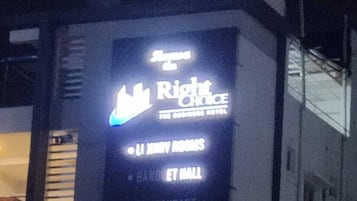 Right
CHOICE
THE BUSINESS HOTEL
LUXURY ROOMS
BANQUET HALL